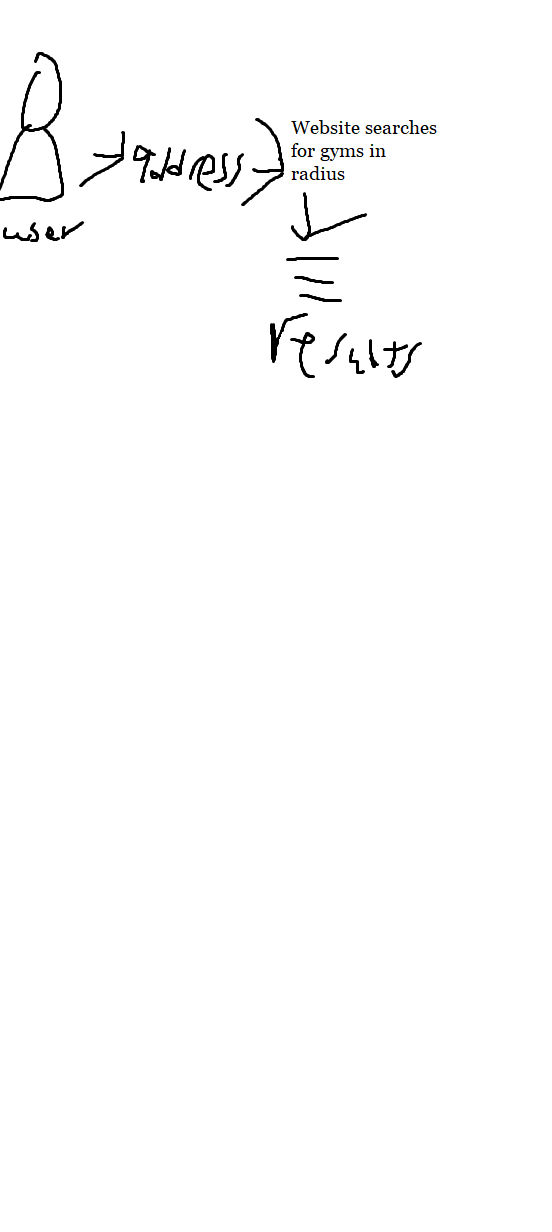 user
address
Website searches
for gyms in
radius
results